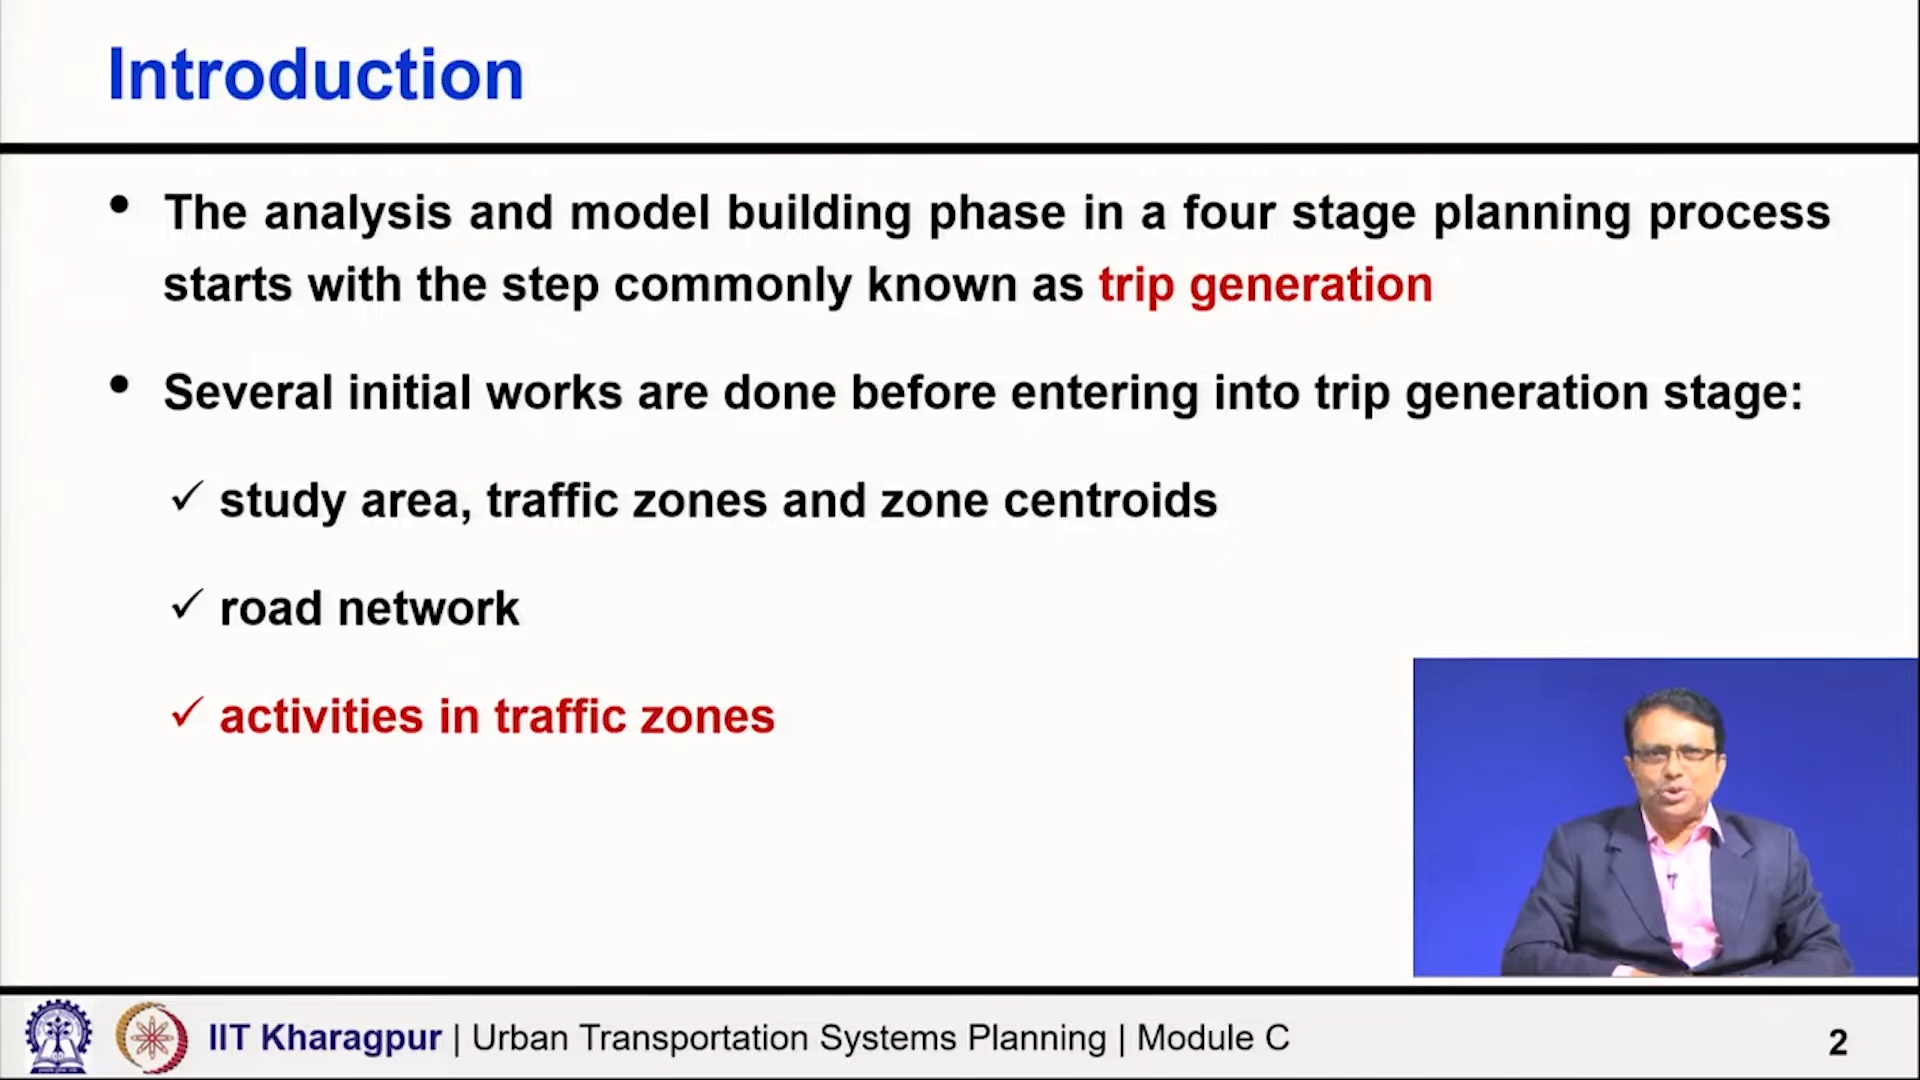 Introduction
• The analysis and model building phase in a four stage planning process
starts with the step commonly known as trip generation
• Several initial works are done before entering into trip generation stage:
✓ study area, traffic zones and zone centroids
✓ road network
✓ activities in traffic zones
IIT Kharagpur | Urban Transportation Systems Planning | Module C
2